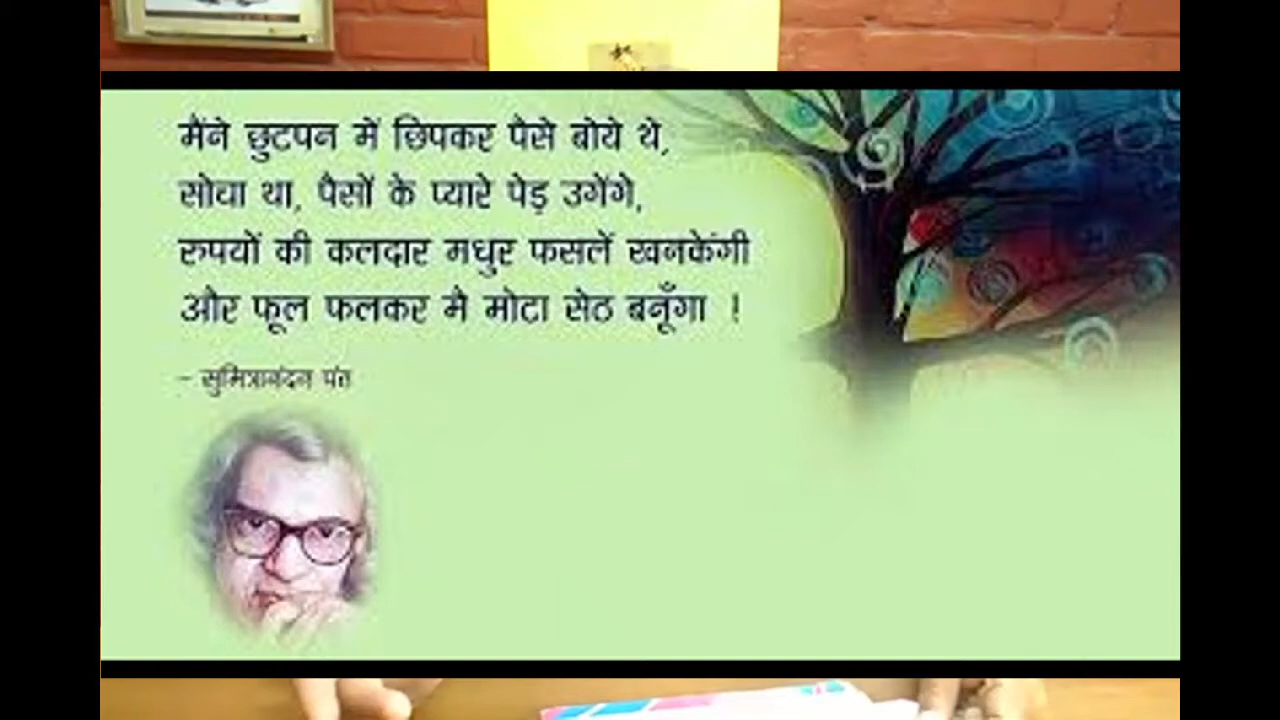 मैंने छुटपन में छिपकर पैसे बोये थे,
सोचा था, पैसों के प्यारे पेड़ उगेंगे,
रुपयों की कलदार मधुर फसलें खनकेंगी
और फूल फलकर मै मोटा सेठ बनूँगा !
- सुमित्रानंदन पंत